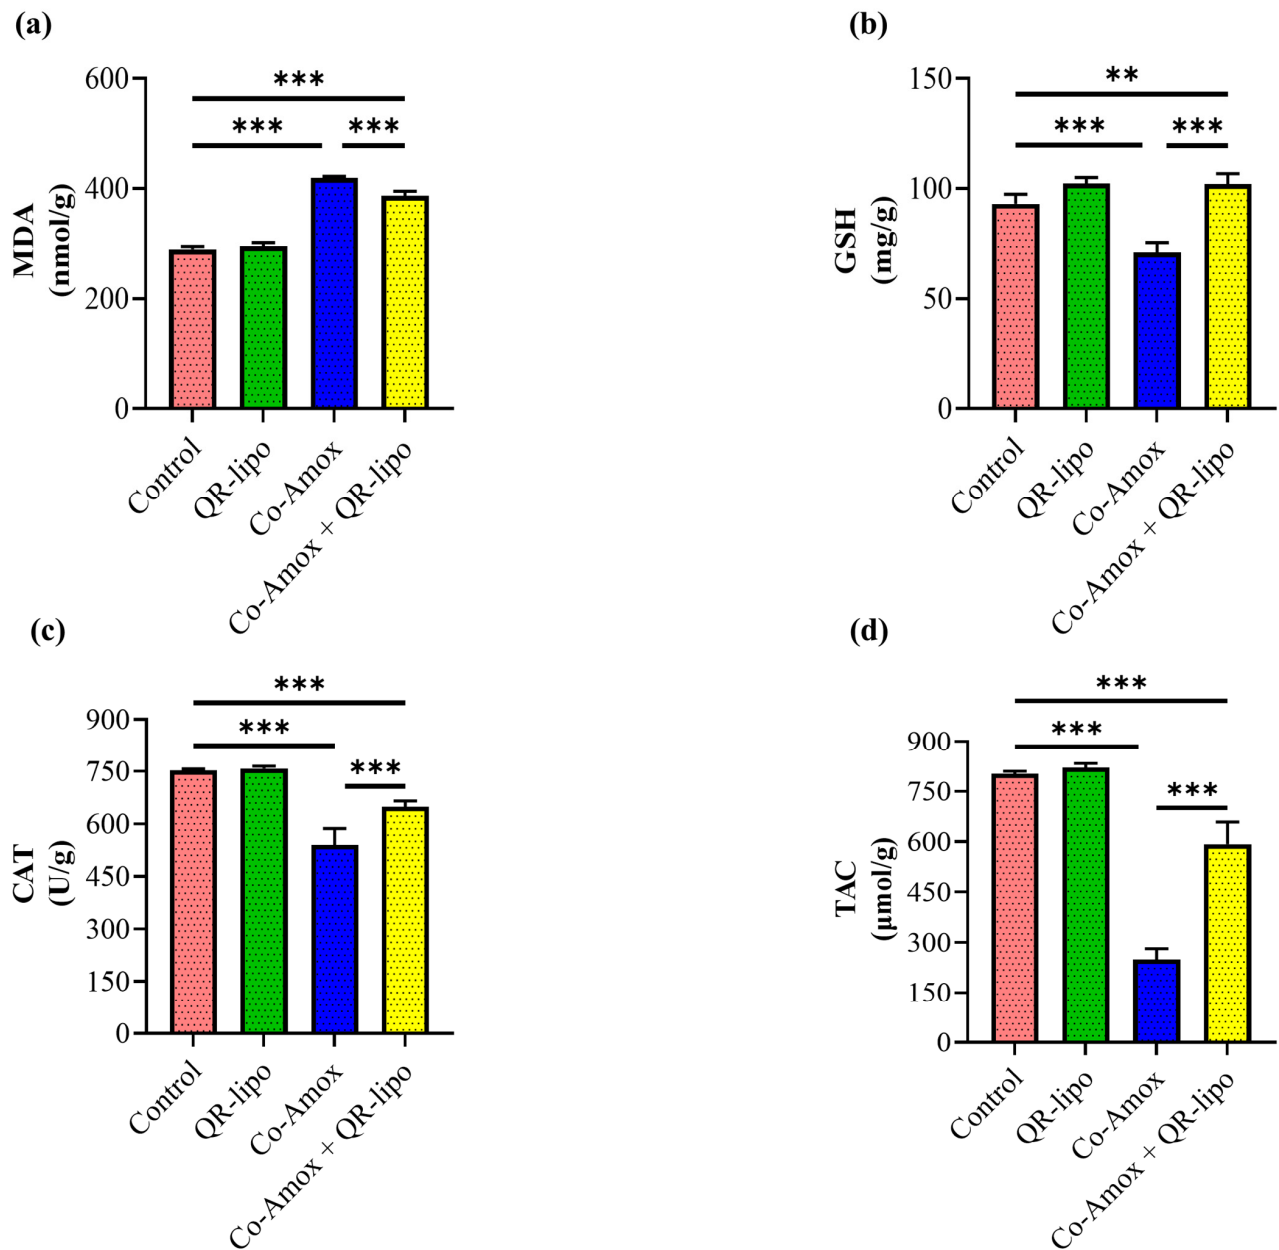 (a)
MDA
(nmol/g)
600
400
200
0
***
***
***
Control
QR-lipo
Co-Amox
Co-Amox + QR-lipo
(b)
GSH
(mg/g)
150
100
50
0
**
***
***
Control
QR-lipo
Co-Amox
Co-Amox + QR-lipo
(c)
CAT
(U/g)
900
750
600
450
300
150
0
***
***
***
Control
QR-lipo
Co-Amox
Co-Amox + QR-lipo
(d)
TAC
(μmol/g)
900
750
600
450
300
150
0
***
***
***
Control
QR-lipo
Co-Amox
Co-Amox + QR-lipo